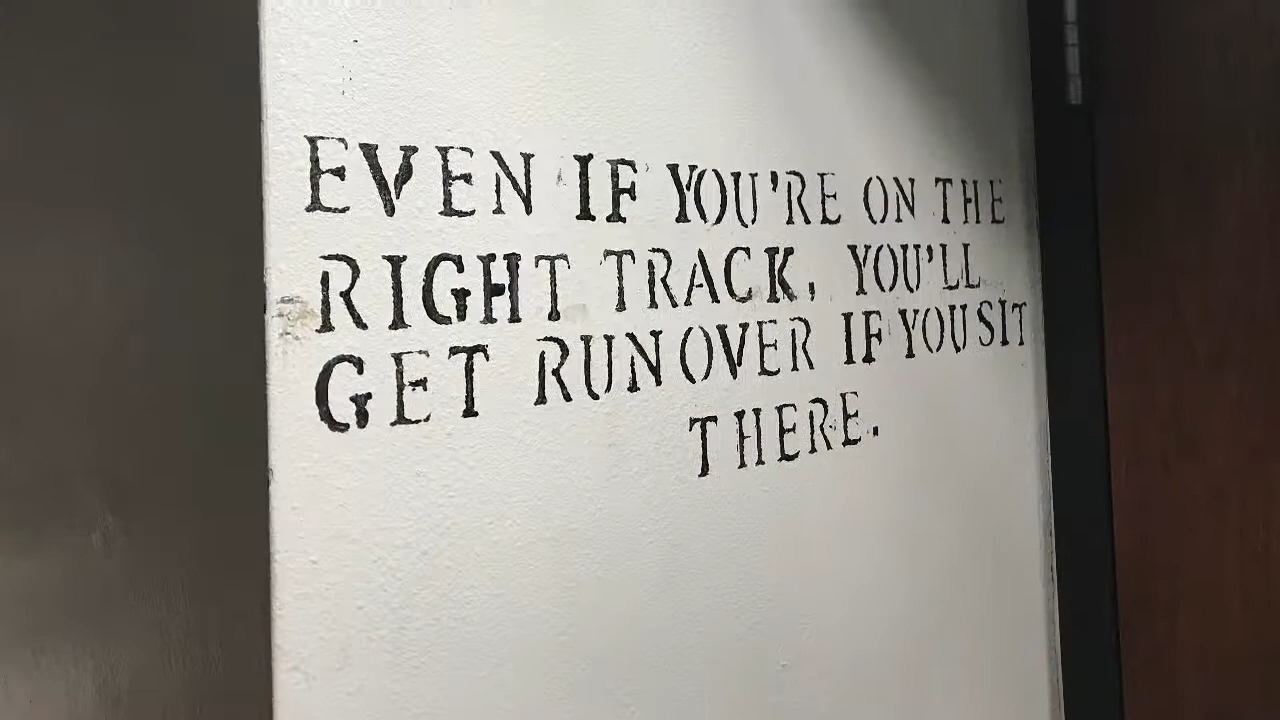 EVEN IF YOU'RE ON THE
RIGHT TRACK, YOU'LL
GET RUN OVER IF YOU SIT
THERE.